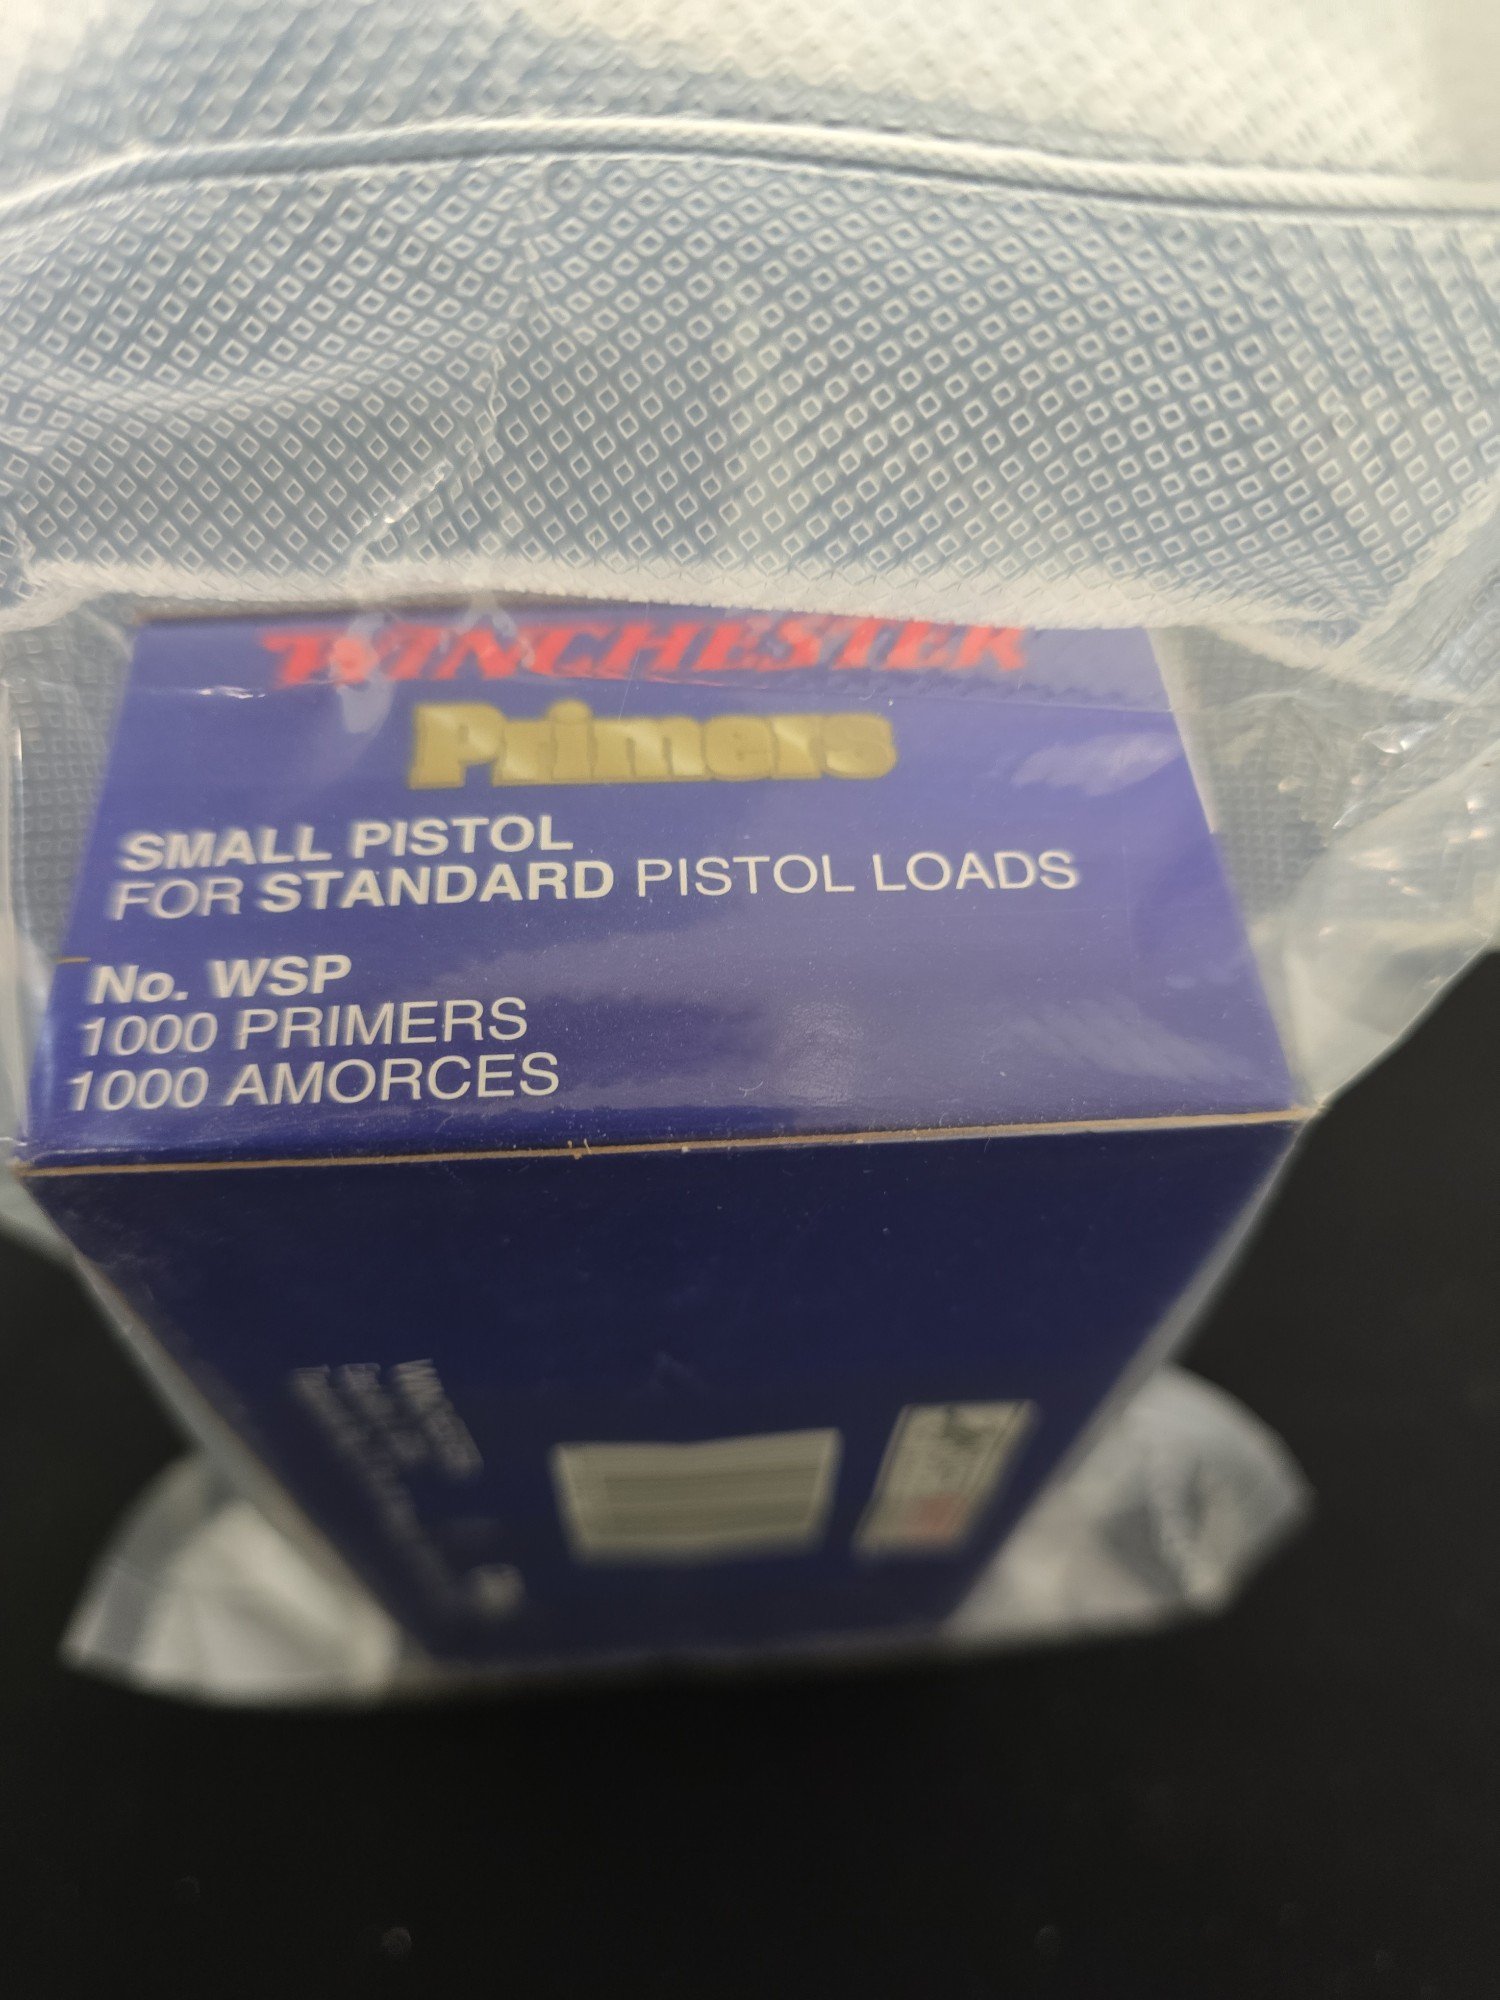 WINCHESTER
Primers
SMALL PISTOL
FOR STANDARD PISTOL LOADS
No. WSP
1000 PRIMERS
1000 AMORCES